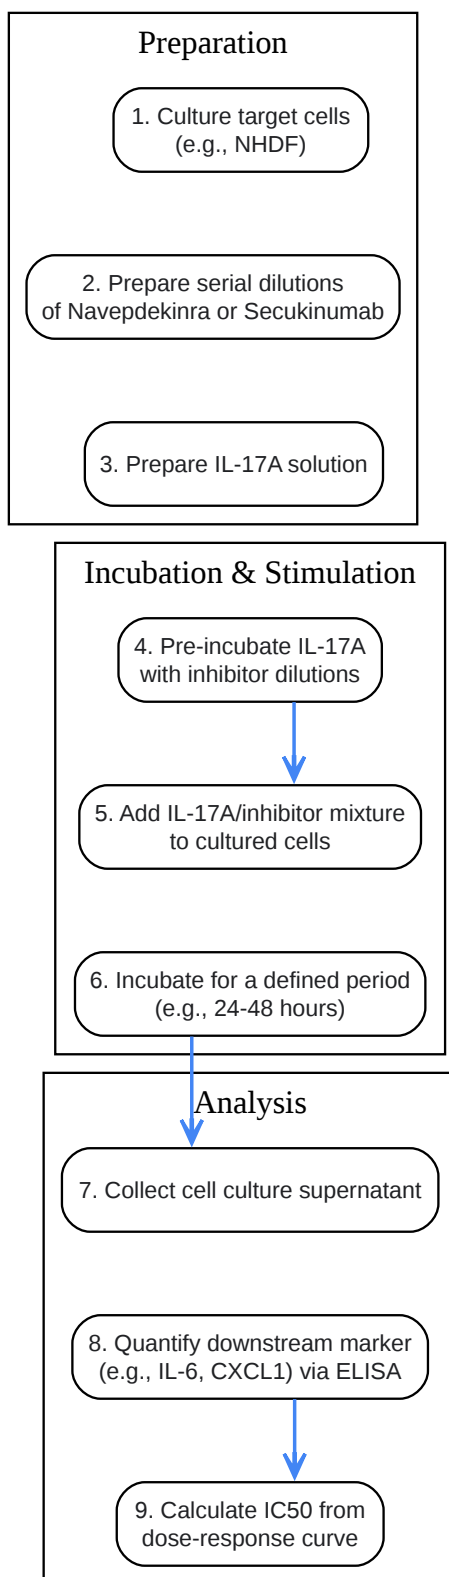 Preparation
1. Culture target cells
(e.g., NHDF)
2. Prepare serial dilutions
of Navepdekinra or Secukinumab
3. Prepare IL-17A solution
Incubation & Stimulation
4. Pre-incubate IL-17A
with inhibitor dilutions
5. Add IL-17A/inhibitor mixture
to cultured cells
6. Incubate for a defined period
(e.g., 24-48 hours)
Analysis
7. Collect cell culture supernatant
8. Quantify downstream marker
(e.g., IL-6, CXCL1) via ELISA
9. Calculate IC50 from
dose-response curve